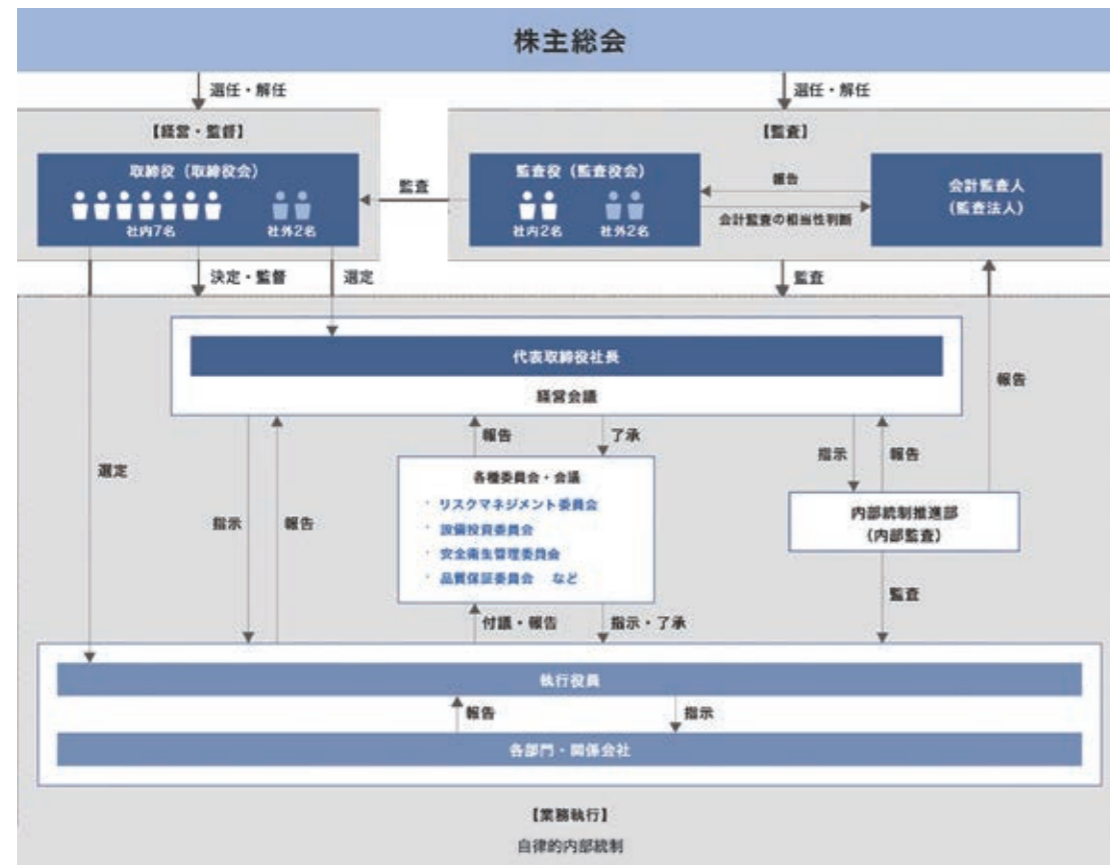 株主総会
選任・解任
選任・解任
【経営・監督】
【監査】
取締役（取締役会）
社内7名
社外2名
監査
監査役（監査役会）
社内2名
社外2名
報告
会計監査の相当性判断
会計監査人
（監査法人）
決定・監督
選定
監査
代表取締役社長
経営会議
報告
選定
指示
報告
報告
了承
指示
報告
各種委員会・会議
・ リスクマネジメント委員会
・ 設備投資委員会
・ 安全衛生管理委員会
・ 品質保証委員会 など
内部統制推進部
（内部監査）
監査
付議・報告
指示・了承
執行役員
報告
指示
各部門・関係会社
【業務執行】
自律的内部統制